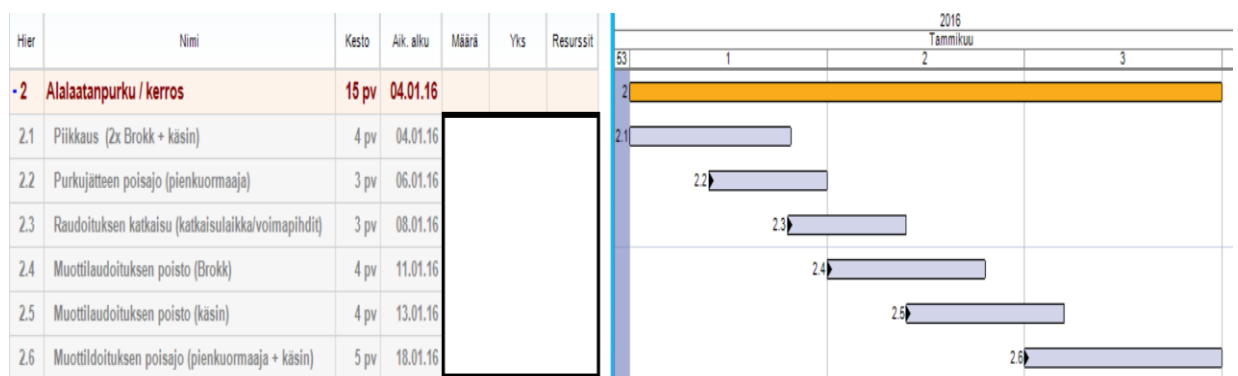 2016
Tammikuu
Hier Nimi Kesto Aik. alku Määrä Yks Resurssit
53 1 2 3
- 2 Alalaatanpurku / kerros 15 pv 04.01.16 2
2.1 Piikkaus (2x Brokk + käsin) 4 pv 04.01.16 2.1
2.2 Purkujätteen poisajo (pienkuormaaja) 3 pv 06.01.16 2.2
2.3 Raudoituksen katkaisu (katkaisulaikka/voimapihdit) 3 pv 08.01.16 2.3
2.4 Muottilaudoituksen poisto (Brokk) 4 pv 11.01.16 2.4
2.5 Muottilaudoituksen poisto (käsin) 4 pv 13.01.16 2.5
2.6 Muottildoituksen poisajo (pienkuormaaja + käsin) 5 pv 18.01.16 2.6